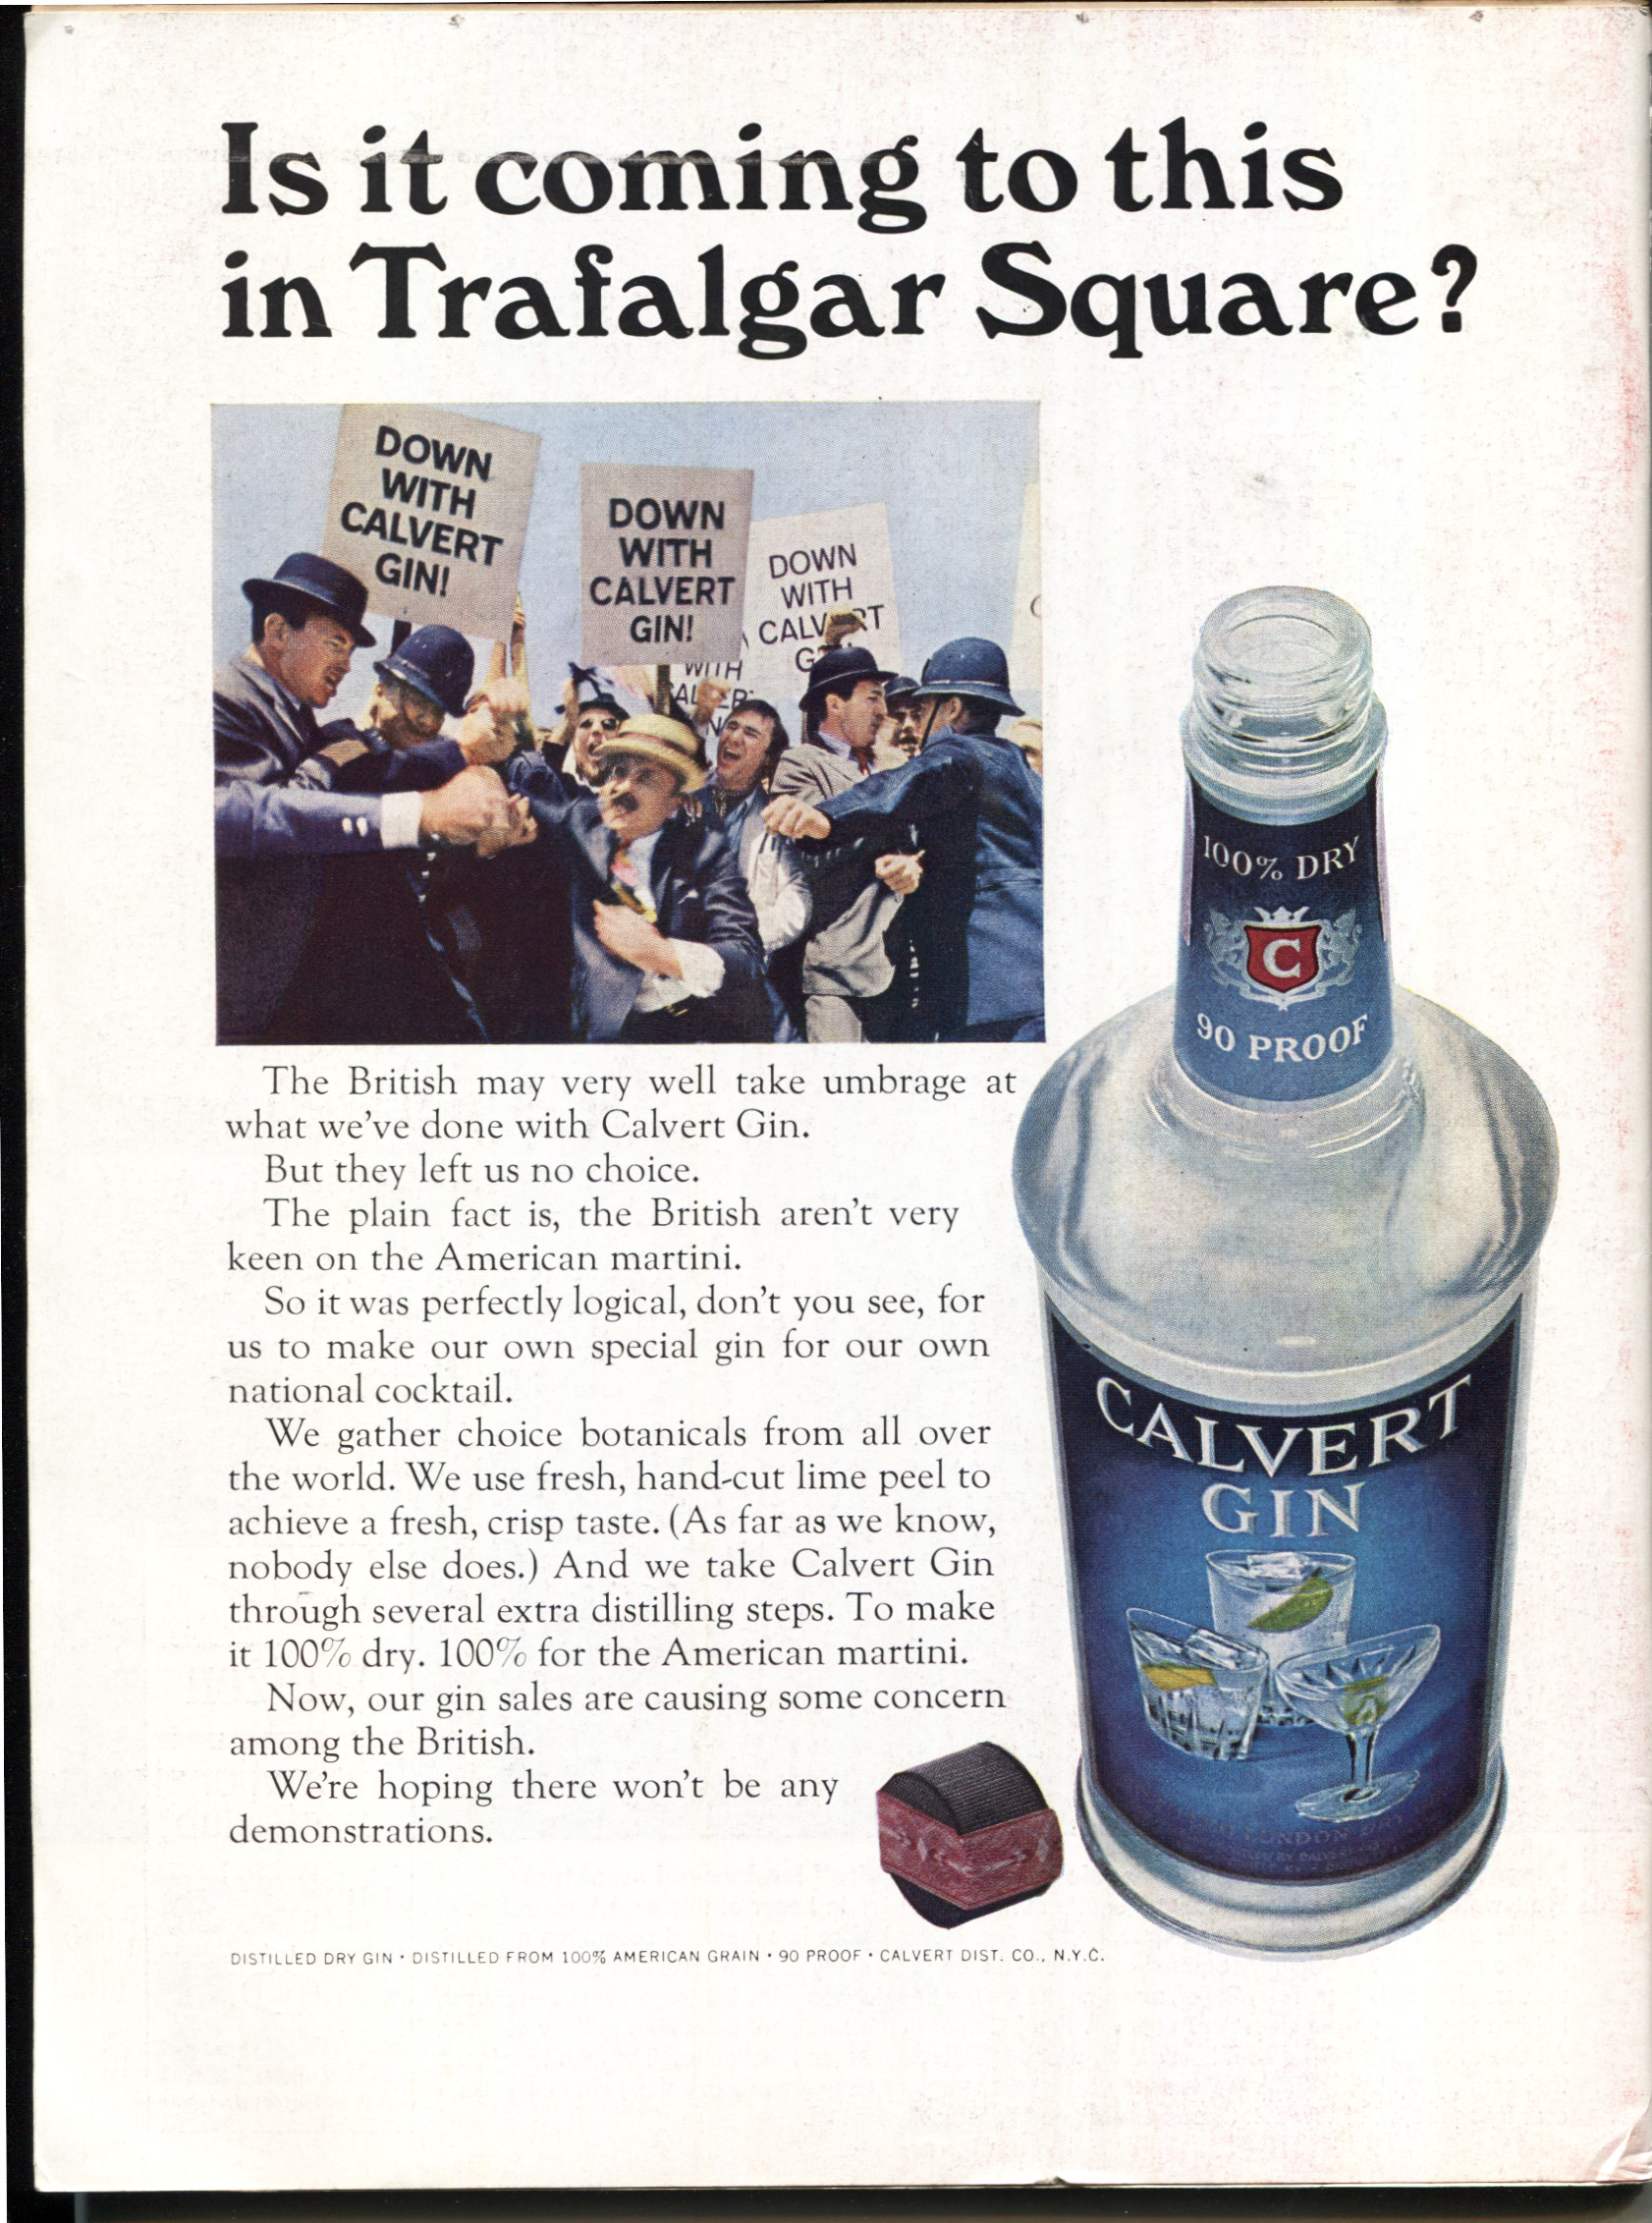 Is it coming to this
in Trafalgar Square?
DOWN
WITH
CALVERT
GIN!
DOWN
WITH
CALVERT
GIN!
DOWN
WITH
WITH
100% DRY
C
90 PROOF
The British may very well take umbrage at
what we've done with Calvert Gin.
But they left us no choice.
The plain fact is, the British aren't very
keen on the American martini.
So it was perfectly logical, don't you see, for
us to make our own special gin for our own
national cocktail.
We gather choice botanicals from all over
the world. We use fresh, hand-cut lime peel to
achieve a fresh, crisp taste. (As far as we know,
nobody else does.) And we take Calvert Gin
through several extra distilling steps. To make
it 100% dry. 100% for the American martini.
Now, our gin sales are causing some concern
among the British.
We're hoping there won't be any
demonstrations.
CALVERT
GIN
LONDON DRY
DISTILLED DRY GIN • DISTILLED FROM 100% AMERICAN GRAIN • 90 PROOF • CALVERT DIST. CO., N.Y.C.